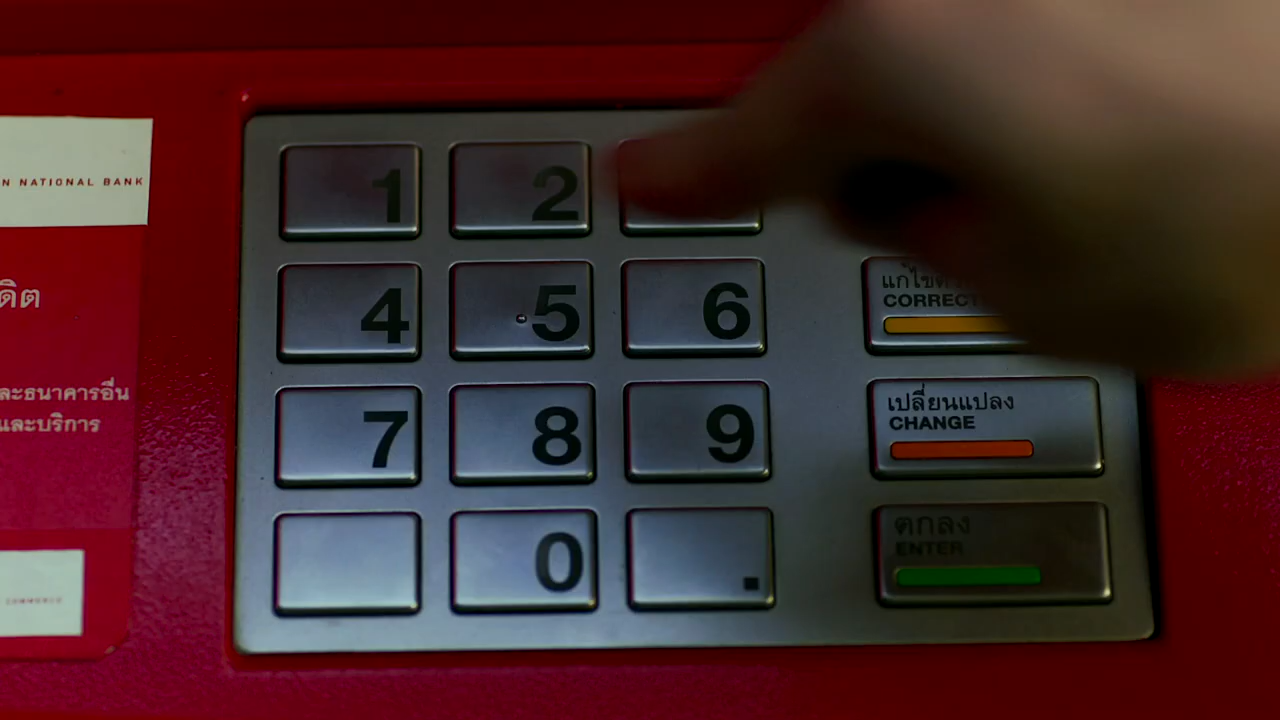 N NATIONAL BANK
ดิต
ละธนาคารอื่น
และบริการ
COMMERCE
1
2
4
5
6
7
8
9
0
.
แก้ไข
CORRECT
เปลี่ยนแปลง
CHANGE
ตกลง
ENTER